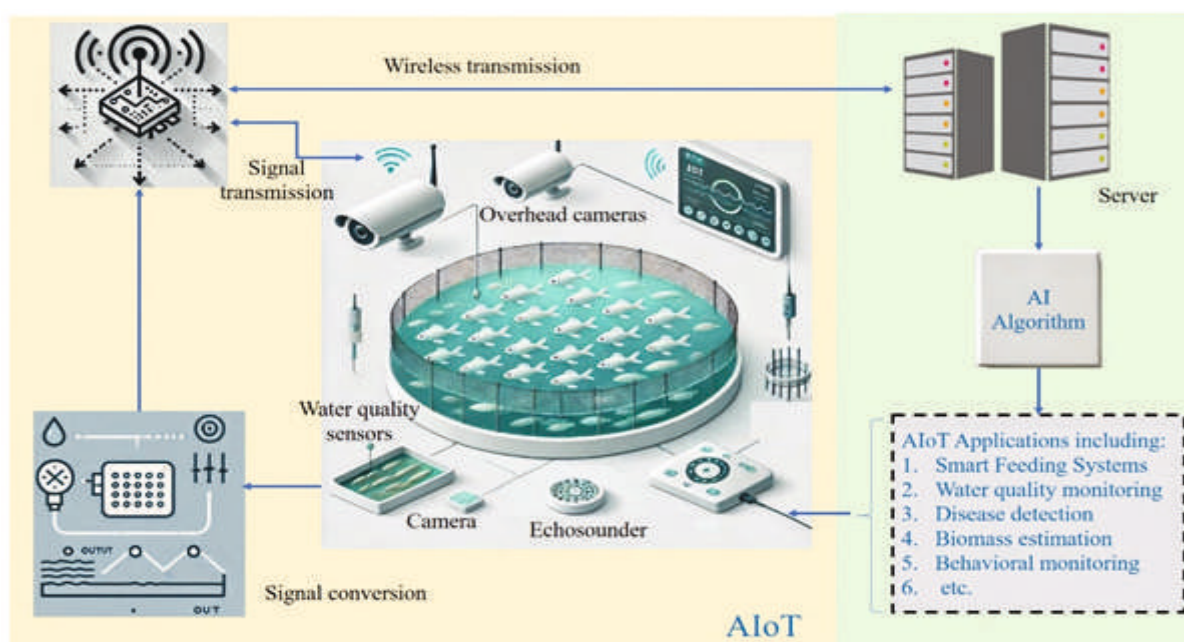 Wireless transmission
Signal
transmission
Overhead cameras
Server
AI
Algorithm
Water quality
sensors
Camera
Echosounder
AIoT Applications including:
1. Smart Feeding Systems
2. Water quality monitoring
3. Disease detection
4. Biomass estimation
5. Behavioral monitoring
6. etc.
OUTUT
OUT
Signal conversion
AIoT